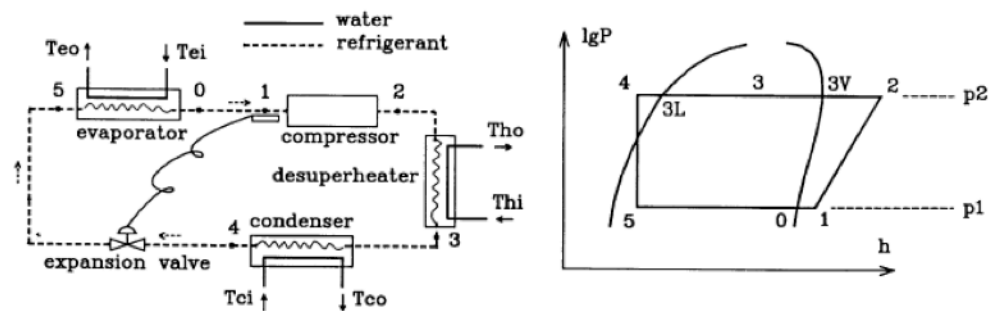 water
refrigerant
Teo
Tei
5
0
1
2
evaporator
compressor
Tho
desuperheater
Thi
3
condenser
4
expansion valve
Tci
Tco
lgP
4
3
3V
2
p2
3L
5
0
1
p1
h